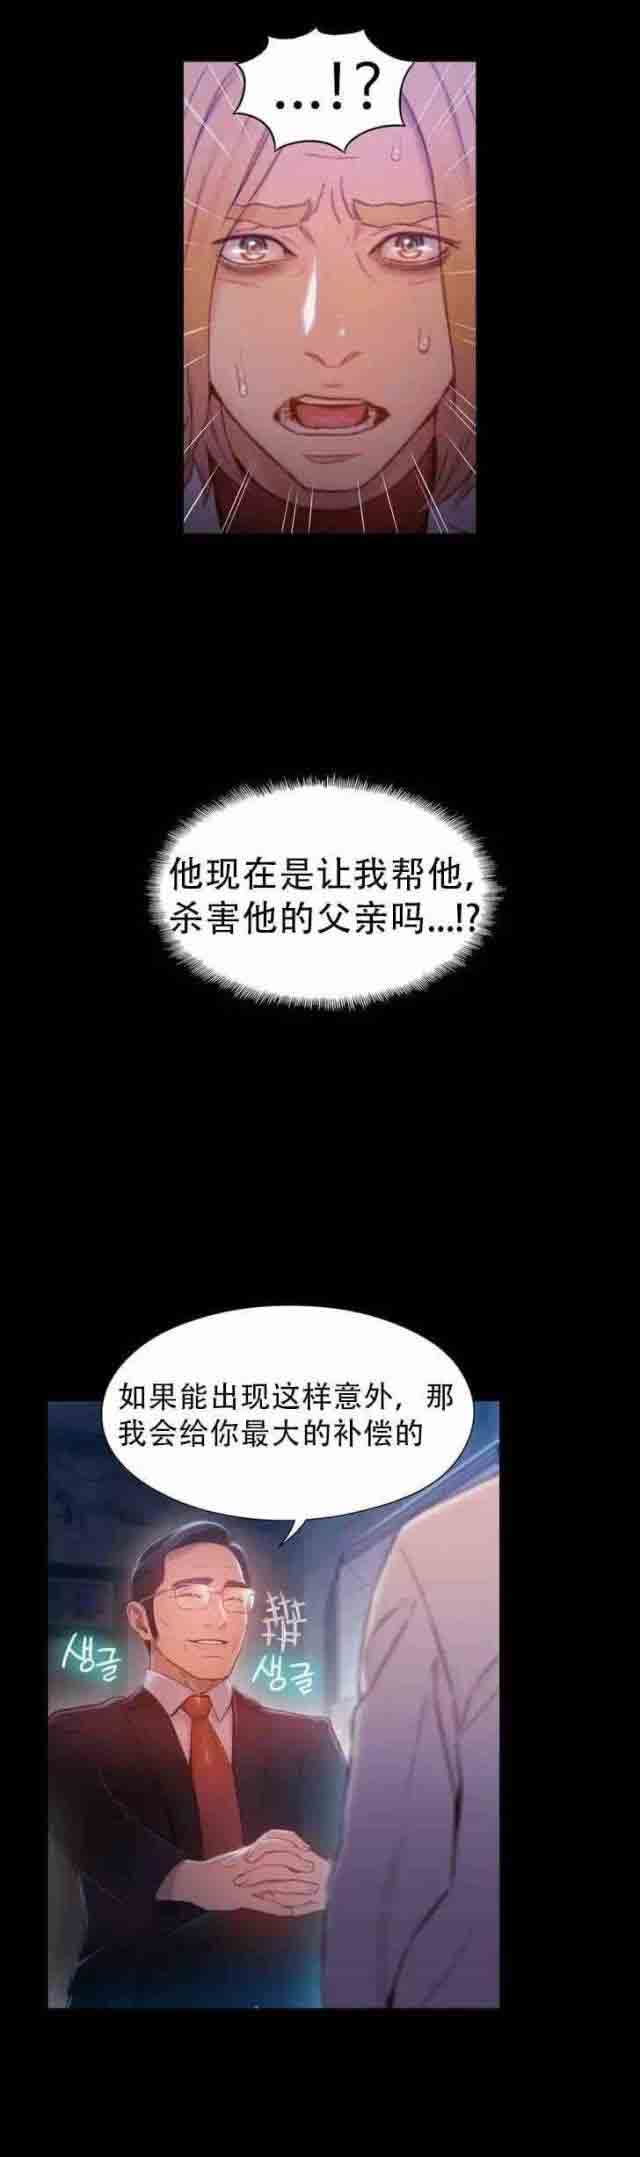 ...!?
他现在是让我帮他,
杀害他的父亲吗...!?
如果能出现这样意外, 那
我会给你最大的补偿的
생글
생글